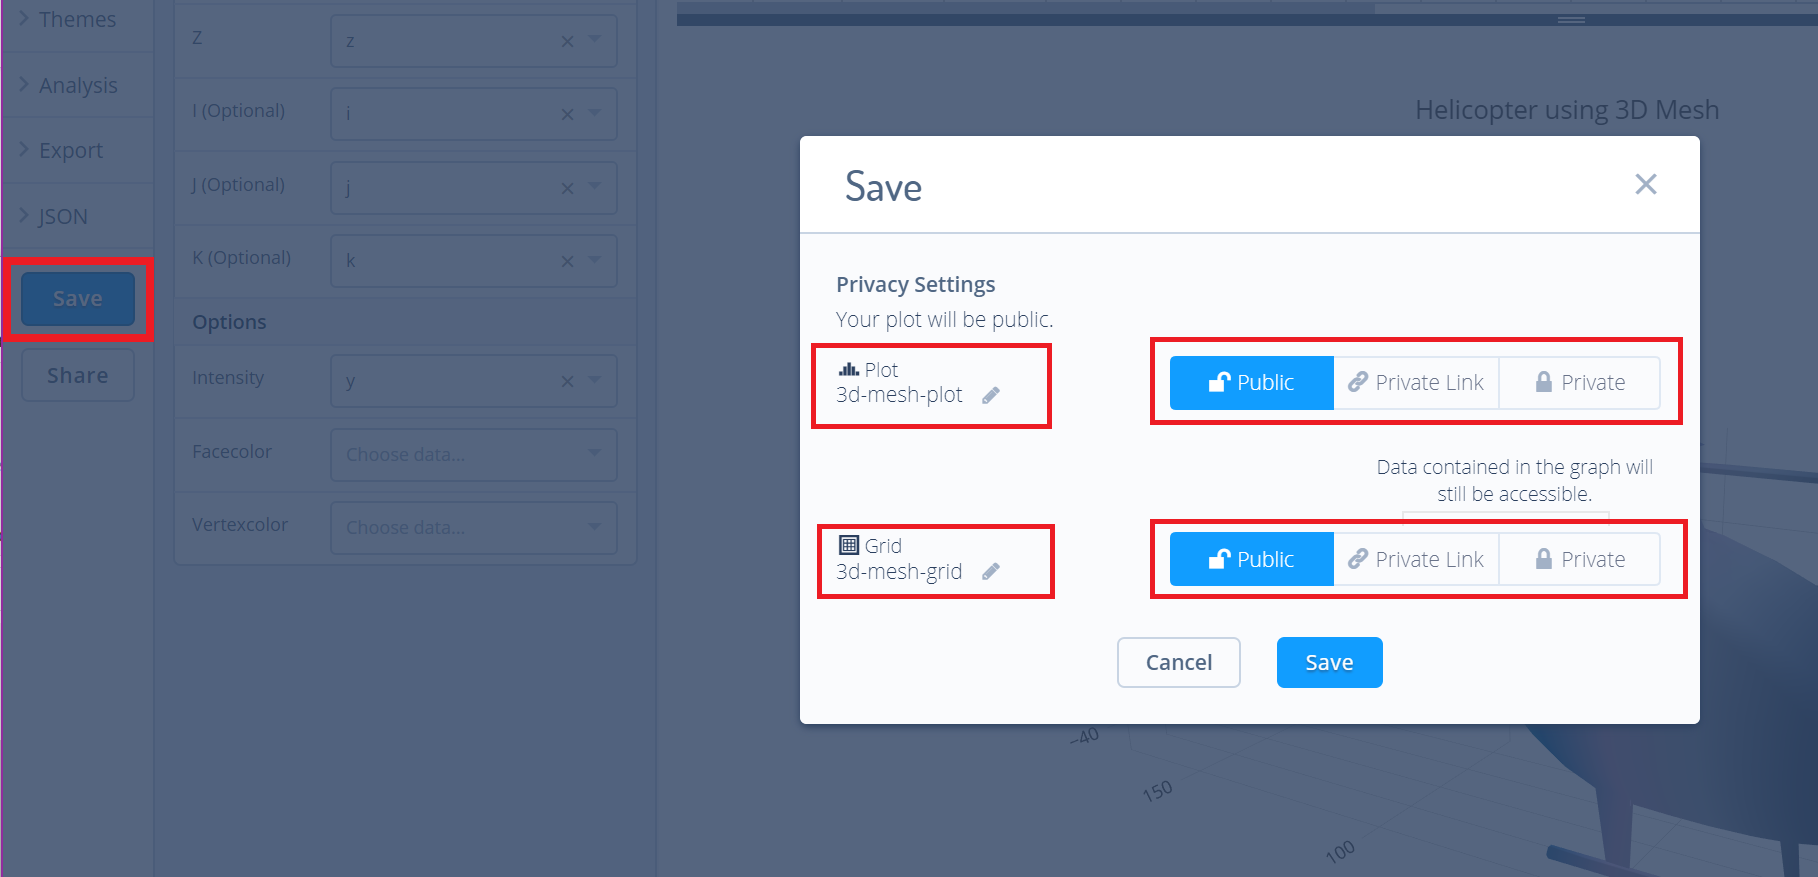 Themes
Analysis
Export
JSON
Save
Share
Z
z
I (Optional)
i
J (Optional)
j
K (Optional)
k
Options
Intensity
y
Facecolor
Choose data...
Vertexcolor
Choose data...
Helicopter using 3D Mesh
Save
Privacy Settings
Your plot will be public.
Plot
3d-mesh-plot
Public
Private Link
Private
Data contained in the graph will
still be accessible.
Grid
3d-mesh-grid
Public
Private Link
Private
Cancel
Save
−40
150
100